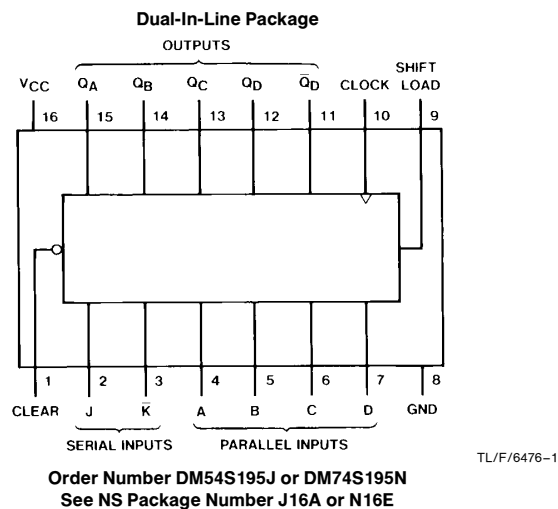 Dual-In-Line Package
OUTPUTS
VCC QA QB QC QD Q̅D CLOCK SHIFT LOAD
16 15 14 13 12 11 10 9
1 2 3 4 5 6 7 8
CLEAR J K̅ A B C D GND
SERIAL INPUTS PARALLEL INPUTS
TL/F/6476–1
Order Number DM54S195J or DM74S195N
See NS Package Number J16A or N16E